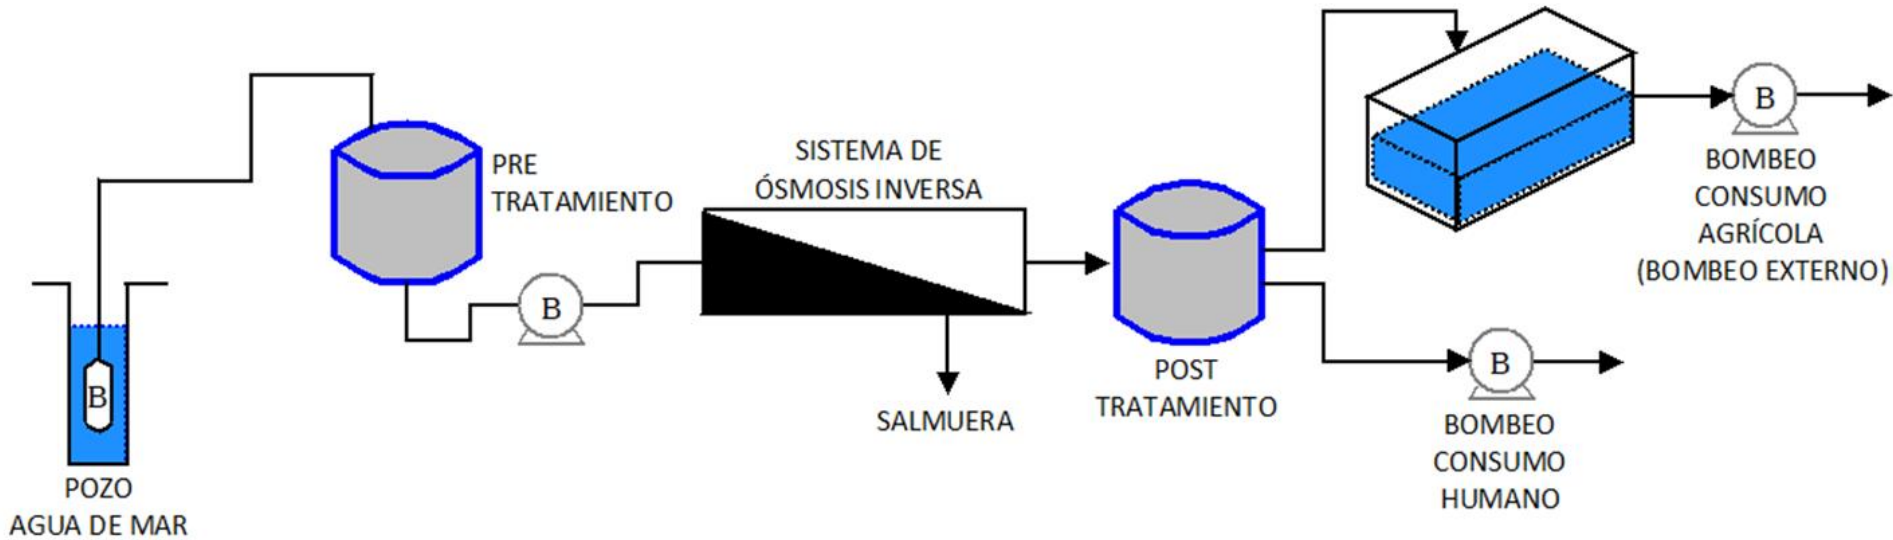 POZO
AGUA DE MAR
B
PRE
TRATAMIENTO
B
SISTEMA DE
ÓSMOSIS INVERSA
SALMUERA
POST
TRATAMIENTO
B
BOMBEO
CONSUMO
AGRÍCOLA
(BOMBEO EXTERNO)
B
BOMBEO
CONSUMO
HUMANO